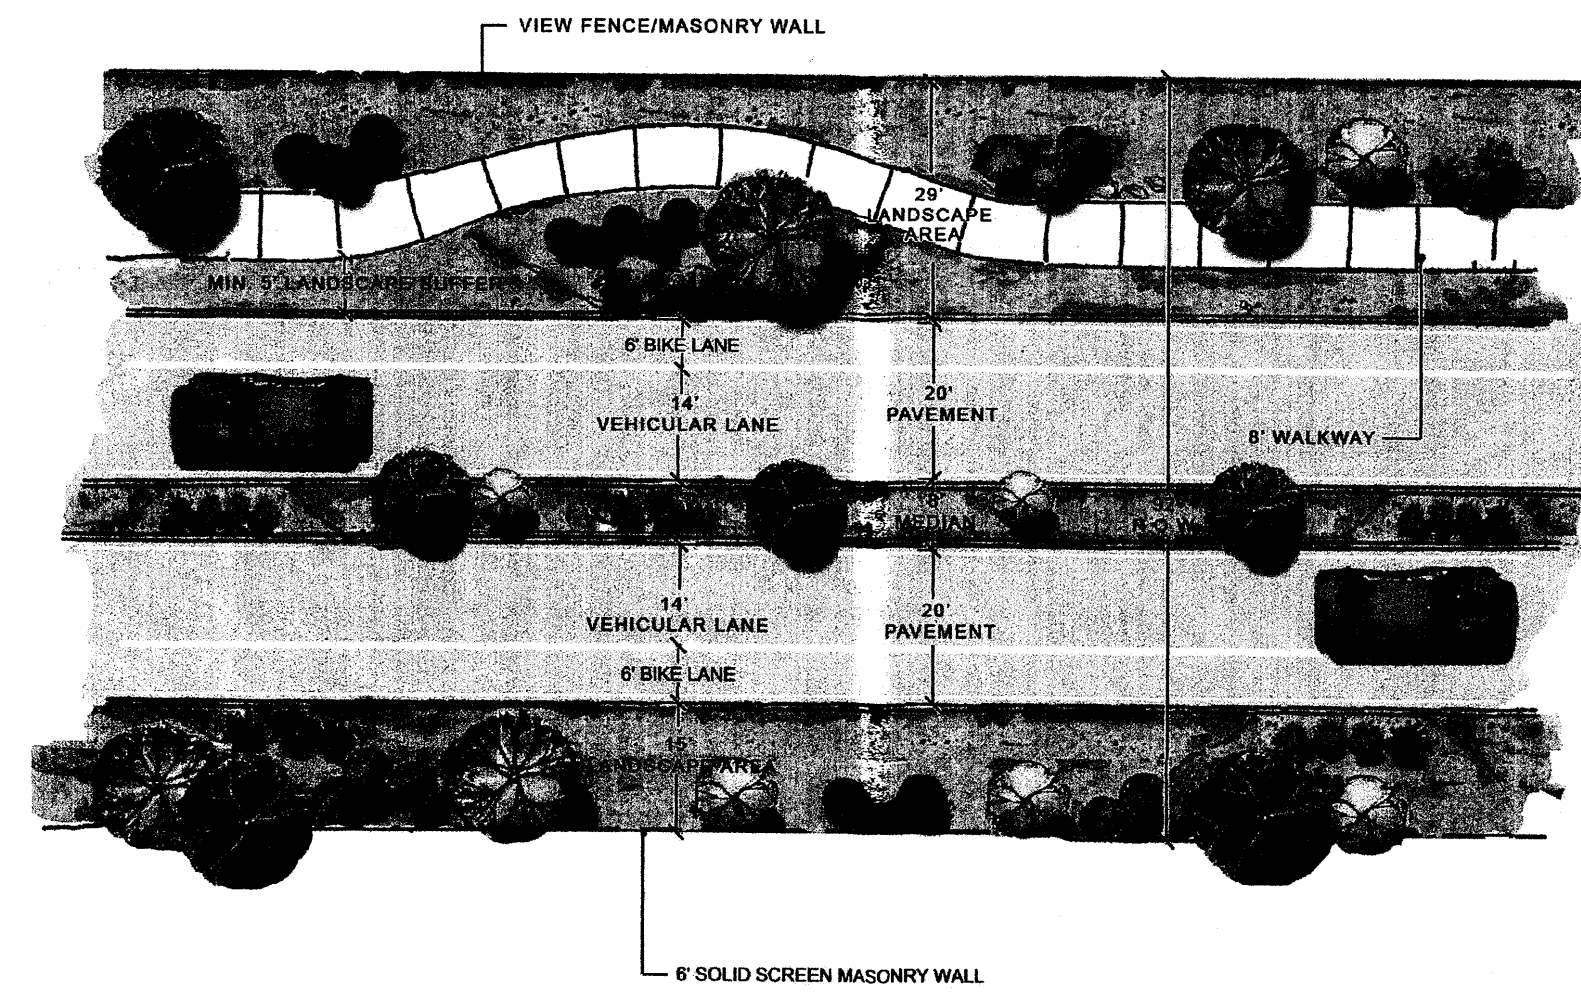 VIEW FENCE/MASONRY WALL
29'
LANDSCAPE
AREA
MIN. 5' LANDSCAPE BUFFER
6' BIKE LANE
14'
VEHICULAR LANE
20'
PAVEMENT
8' WALKWAY
8'
MEDIAN
R.O.W.
14'
VEHICULAR LANE
20'
PAVEMENT
6' BIKE LANE
15'
LANDSCAPE AREA
6' SOLID SCREEN MASONRY WALL